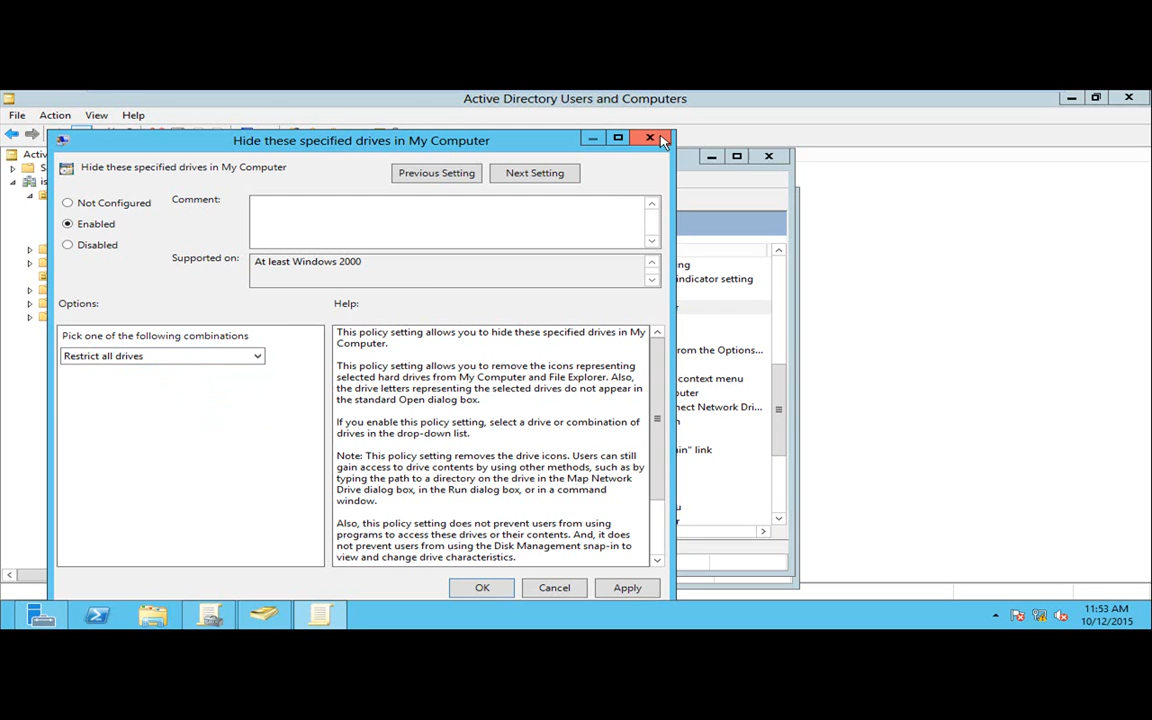 Active Directory Users and Computers
File Action View Help
Hide these specified drives in My Computer
Activ
Hide these specified drives in My Computer
Previous Setting
Next Setting
S
is
Not Configured
Enabled
Disabled
Comment:
Supported on:
At least Windows 2000
Options:
Help:
Pick one of the following combinations
Restrict all drives
This policy setting allows you to hide these specified drives in My
Computer.
This policy setting allows you to remove the icons representing
selected hard drives from My Computer and File Explorer. Also,
the drive letters representing the selected drives do not appear in
the standard Open dialog box.
If you enable this policy setting, select a drive or combination of
drives in the drop-down list.
Note: This policy setting removes the drive icons. Users can still
gain access to drive contents by using other methods, such as by
typing the path to a directory on the drive in the Map Network
Drive dialog box, in the Run dialog box, or in a command
window.
Also, this policy setting does not prevent users from using
programs to access these drives or their contents. And, it does
not prevent users from using the Disk Management snap-in to
view and change drive characteristics.
ng
indicator setting
r
rom the Options...
context menu
puter
nect Network Dri...
n
in" link
u
r
OK
Cancel
Apply
11:53 AM
10/12/2015